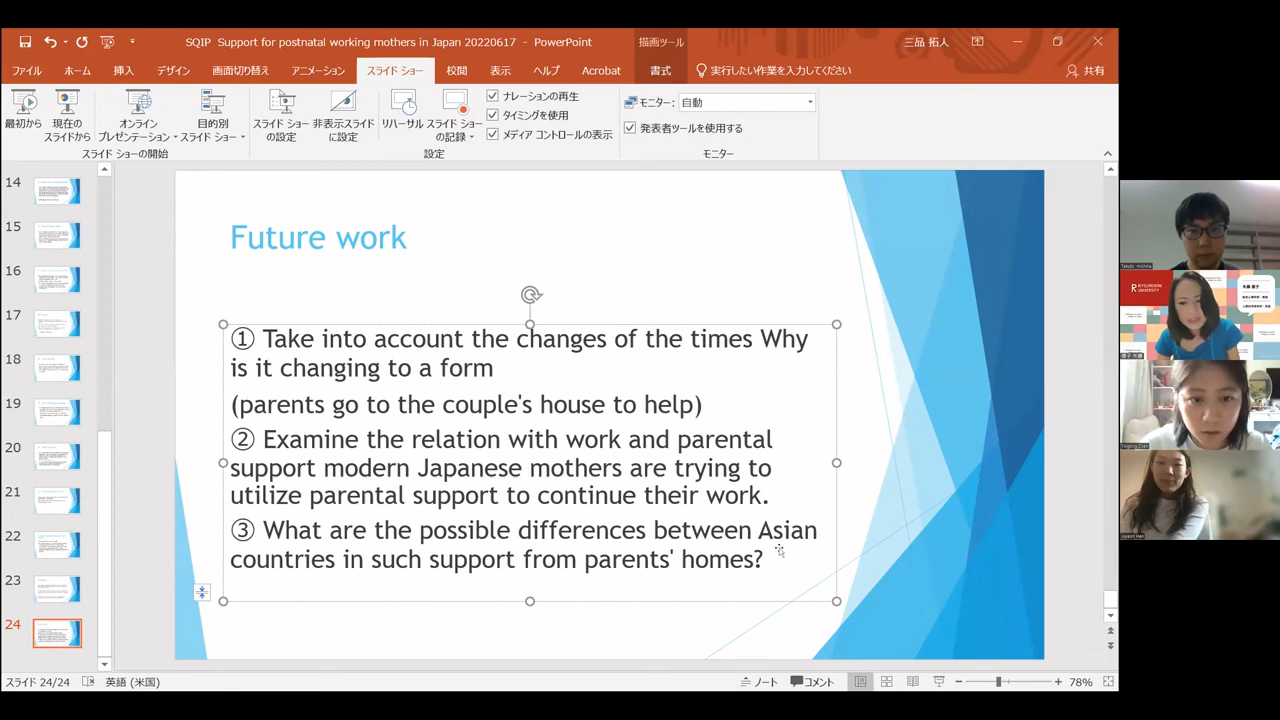 SQIP Support for postnatal working mothers in Japan 20220617 - PowerPoint
描画ツール
三品 拓人
ファイル ホーム 挿入 デザイン 画面切り替え アニメーション スライド ショー 校閲 表示 ヘルプ Acrobat 書式 実行したい作業を入力してください 共有
最初から
現在の
スライドから
オンライン
プレゼンテーション
目的別
スライド ショー
スライド ショーの開始
スライド ショー
の設定
非表示スライド
に設定
リハーサル
スライド ショー
の記録
ナレーションの再生
タイミングを使用
メディア コントロールの表示
設定
モニター: 自動
発表者ツールを使用する
モニター
14
15
16
17
18
19
20
21
22
23
24
Future work
① Take into account the changes of the times Why
is it changing to a form
(parents go to the couple's house to help)
② Examine the relation with work and parental
support modern Japanese mothers are trying to
utilize parental support to continue their work.
③ What are the possible differences between Asian
countries in such support from parents' homes?
スライド 24/24 英語 (米国)
ノート コメント 78%
Takuto mishina
R RITSUMEIKAN
UNIVERSITY